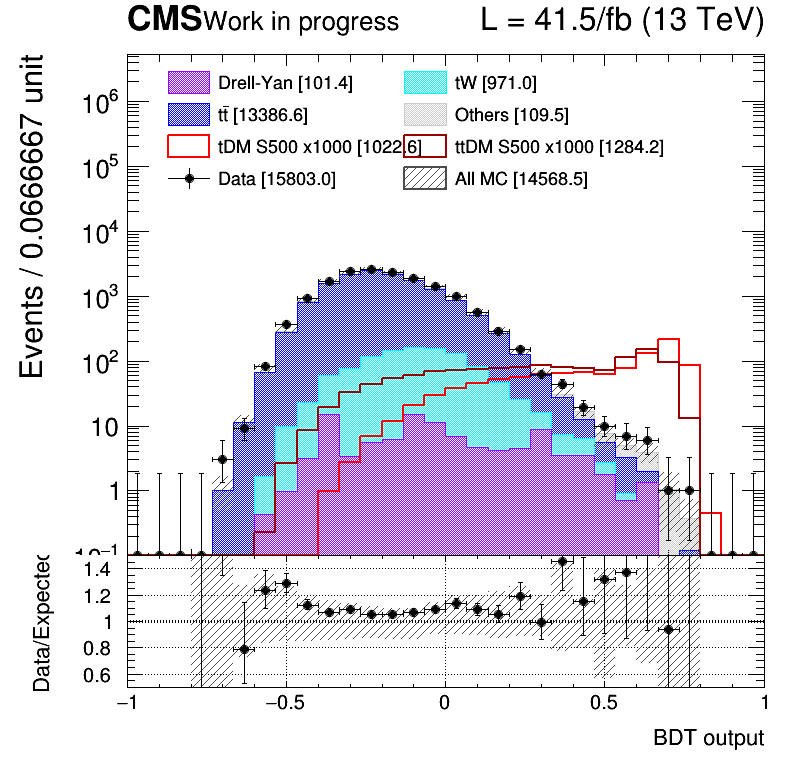 CMS Work in progress L = 41.5/fb (13 TeV)
Events / 0.0666667 unit
Drell-Yan [101.4] tW [971.0]
tt̄ [13386.6] Others [109.5]
tDM S500 x1000 [1022.6] ttDM S500 x1000 [1284.2]
Data [15803.0] All MC [14568.5]
10⁶
10⁵
10⁴
10³
10²
10
1
10⁻¹
Data/Expected
1.4
1.2
1
0.8
0.6
−1 −0.5 0 0.5 1
BDT output